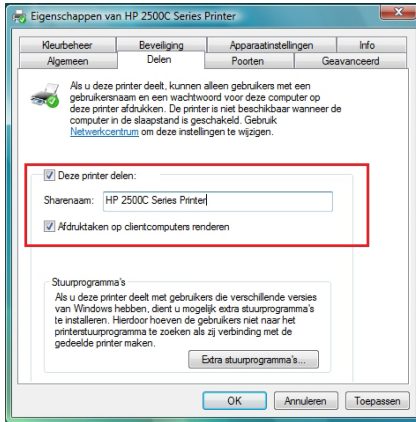 Eigenschappen van HP 2500C Series Printer
Kleurbeheer Beveiliging Apparaatinstellingen Info
Algemeen Delen Poorten Geavanceerd
Als u deze printer deelt, kunnen alleen gebruikers met een
gebruikersnaam en een wachtwoord voor deze computer op
deze printer afdrukken. De printer is niet beschikbaar wanneer de
computer in de slaapstand is geschakeld. Gebruik
Netwerkcentrum om deze instellingen te wijzigen.
Deze printer delen:
Sharenaam: HP 2500C Series Printer
Afdruktaken op clientcomputers renderen
Stuurprogramma's
Als u deze printer deelt met gebruikers die verschillende versies
van Windows hebben, dient u mogelijk extra stuurprogramma's
te installeren. Hierdoor hoeven de gebruikers niet naar het
printerstuurprogramma te zoeken als zij verbinding met de
gedeelde printer maken.
Extra stuurprogramma's...
OK Annuleren Toepassen